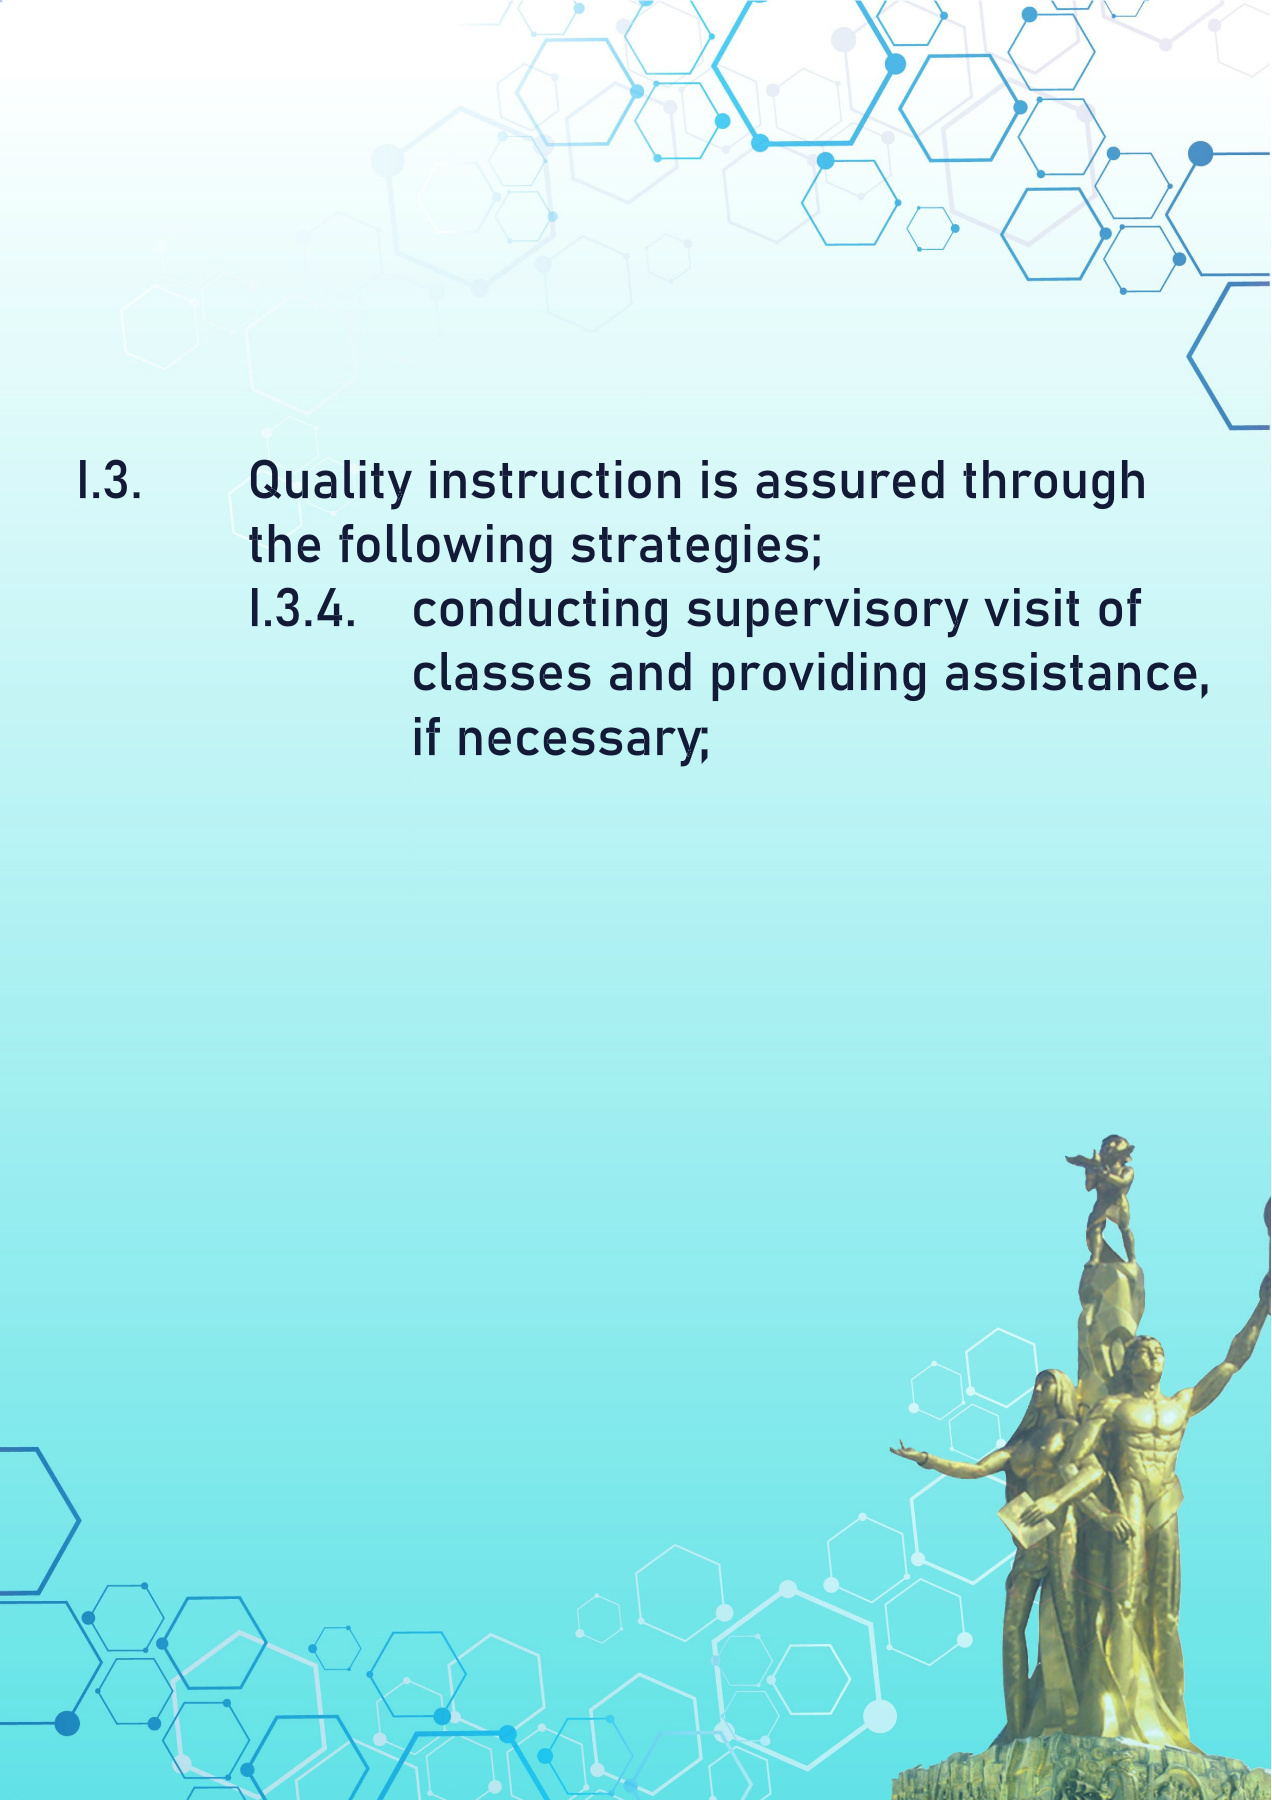 I.3. Quality instruction is assured through
the following strategies;
I.3.4. conducting supervisory visit of
classes and providing assistance,
if necessary;